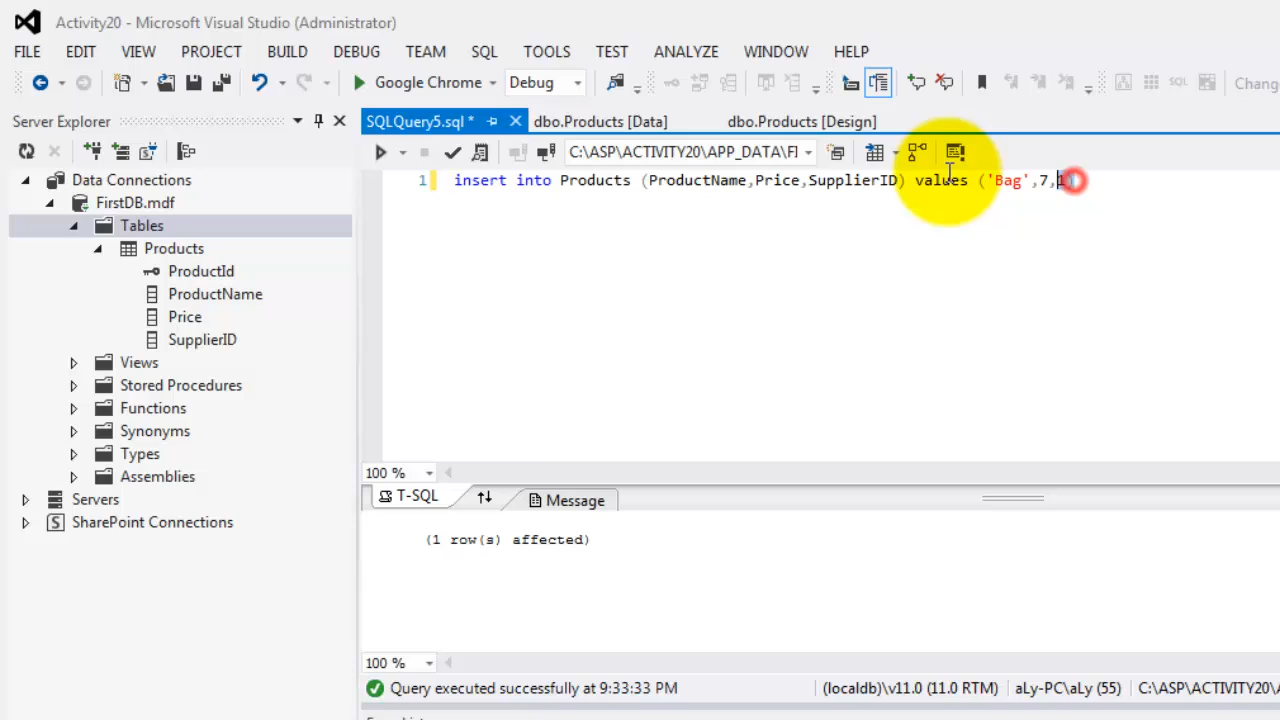 Activity20 - Microsoft Visual Studio (Administrator)
FILE EDIT VIEW PROJECT BUILD DEBUG TEAM SQL TOOLS TEST ANALYZE WINDOW HELP
Google Chrome Debug SQL Chang
Server Explorer
SQLQuery5.sql * dbo.Products [Data] dbo.Products [Design]
C:\ASP\ACTIVITY20\APP_DATA\FI
Data Connections
FirstDB.mdf
Tables
Products
ProductId
ProductName
Price
SupplierID
Views
Stored Procedures
Functions
Synonyms
Types
Assemblies
Servers
SharePoint Connections
1 insert into Products (ProductName,Price,SupplierID) values ('Bag',7,1)
100 %
T-SQL Message
(1 row(s) affected)
100 %
Query executed successfully at 9:33:33 PM (localdb)\v11.0 (11.0 RTM) aLy-PC\aLy (55) C:\ASP\ACTIVITY20\